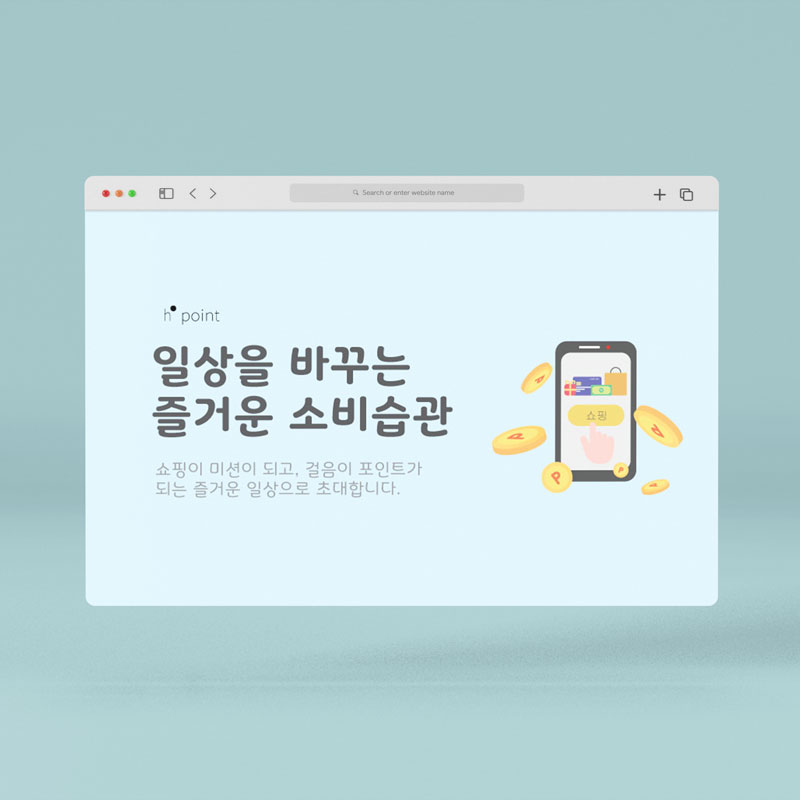 Search or enter website name
h point
일상을 바꾸는
즐거운 소비습관
쇼핑이 미션이 되고, 걸음이 포인트가
되는 즐거운 일상으로 초대합니다.
쇼핑
P
P
P
P
P